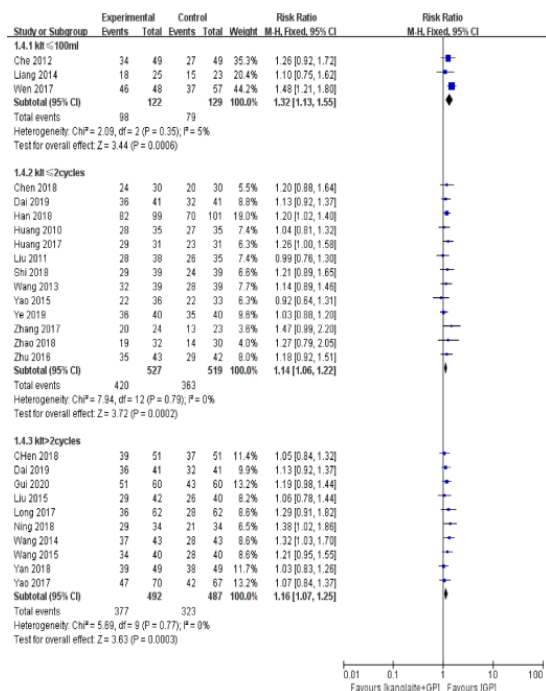 Experimental Control Risk Ratio Risk Ratio
Study or Subgroup Events Total Events Total Weight M-H, Fixed, 95% CI M-H, Fixed, 95% CI
1.4.1 klt≤100ml
Che 2012 34 49 27 49 35.3% 1.26 [0.92, 1.72]
Liang 2014 18 25 15 23 20.4% 1.10 [0.75, 1.62]
Wen 2017 46 48 37 57 44.2% 1.48 [1.21, 1.80]
Subtotal (95% CI) 122 129 100.0% 1.32 [1.13, 1.55]
Total events 98 79
Heterogeneity: Chi² = 2.09, df = 2 (P = 0.35); I² = 5%
Test for overall effect: Z = 3.44 (P = 0.0006)
1.4.2 klt≤2cycles
Chen 2018 24 30 20 30 5.5% 1.20 [0.88, 1.64]
Dai 2019 36 41 32 41 8.8% 1.13 [0.92, 1.37]
Han 2018 82 99 70 101 19.0% 1.20 [1.02, 1.40]
Huang 2010 28 35 27 35 7.4% 1.04 [0.81, 1.32]
Huang 2017 29 31 23 31 6.3% 1.26 [1.00, 1.58]
Liu 2011 28 38 26 35 7.4% 0.99 [0.76, 1.30]
Shi 2018 29 39 24 39 6.6% 1.21 [0.89, 1.65]
Wang 2013 32 39 28 39 7.7% 1.14 [0.89, 1.46]
Yao 2015 22 36 22 33 6.3% 0.92 [0.64, 1.31]
Ye 2019 36 40 35 40 9.6% 1.03 [0.88, 1.20]
Zhang 2017 20 24 13 23 3.6% 1.47 [0.99, 2.20]
Zhao 2018 19 32 14 30 4.0% 1.27 [0.79, 2.05]
Zhu 2016 35 43 29 42 8.1% 1.18 [0.92, 1.51]
Subtotal (95% CI) 527 519 100.0% 1.14 [1.06, 1.22]
Total events 420 363
Heterogeneity: Chi² = 7.94, df = 12 (P = 0.79); I² = 0%
Test for overall effect: Z = 3.72 (P = 0.0002)
1.4.3 klt>2cycles
CHen 2018 39 51 37 51 11.4% 1.05 [0.84, 1.32]
Dai 2019 36 41 32 41 9.9% 1.13 [0.92, 1.37]
Gui 2020 51 60 43 60 13.2% 1.19 [0.98, 1.44]
Liu 2015 29 42 26 40 8.2% 1.06 [0.78, 1.44]
Long 2017 36 62 28 62 8.6% 1.29 [0.91, 1.82]
Ning 2018 29 34 21 34 6.5% 1.38 [1.02, 1.86]
Wang 2014 37 43 28 43 8.6% 1.32 [1.03, 1.70]
Wang 2015 34 40 28 40 8.6% 1.21 [0.95, 1.55]
Yan 2018 39 49 38 49 11.7% 1.03 [0.83, 1.26]
Yao 2017 47 70 42 67 13.2% 1.07 [0.84, 1.37]
Subtotal (95% CI) 492 487 100.0% 1.16 [1.07, 1.25]
Total events 377 323
Heterogeneity: Chi² = 5.69, df = 9 (P = 0.77); I² = 0%
Test for overall effect: Z = 3.63 (P = 0.0003)
0.01 0.1 1 10 100
Favours [kanglaite+GP] Favours [GP]